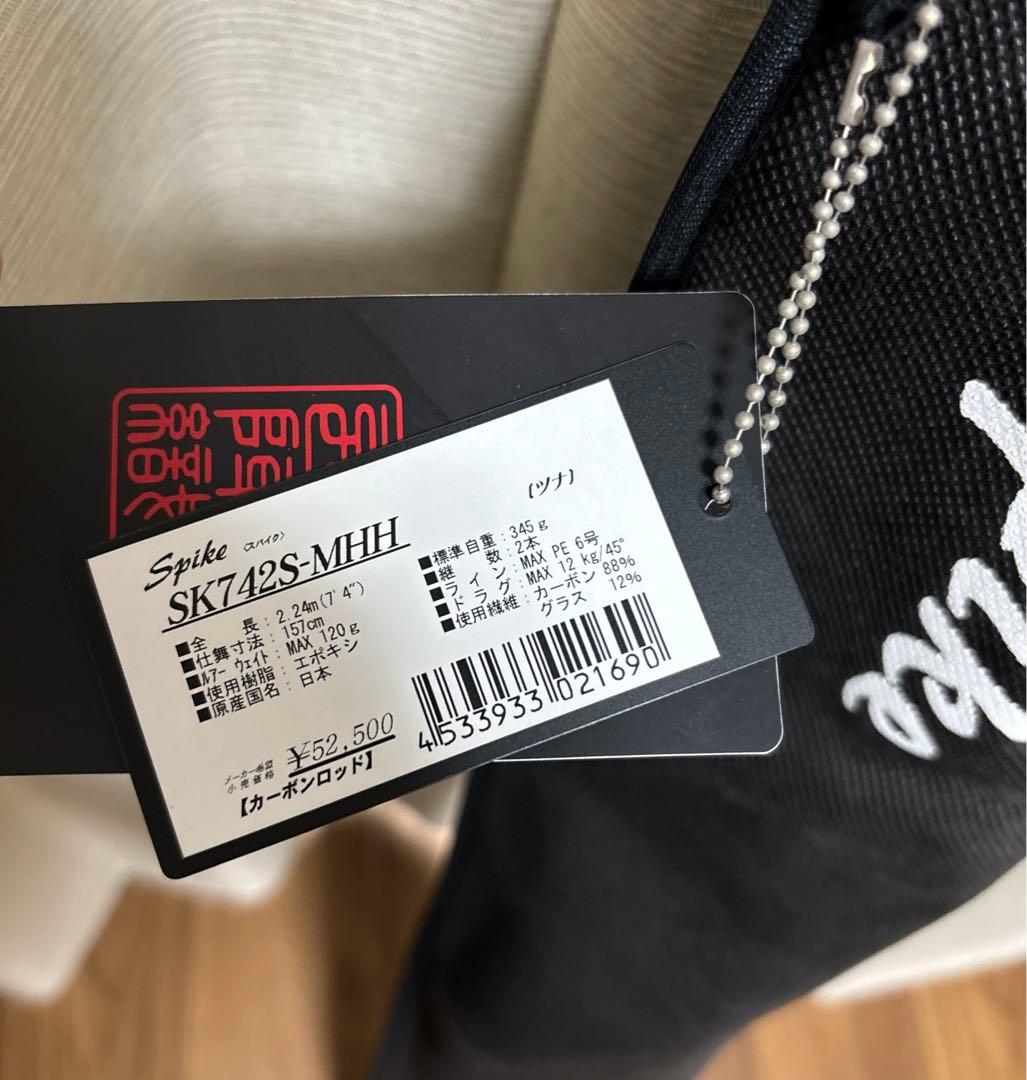 Spike 〈スパイク〉
[ツナ]
SK742S-MHH
■全長：2.24m(7'4")
■仕舞寸法：157cm
■ルアーウェイト：MAX 120g
■使用樹脂：エポキシ
■原産国名：日本
■標準自重：345g
■継数：2本
■ライン：MAX PE 6号
■ドラグ：MAX 12kg/45°
■使用繊維：カーボン 88%
グラス 12%
メーカー希望
小売価格
¥52,500
【カーボンロッド】
4533933021690